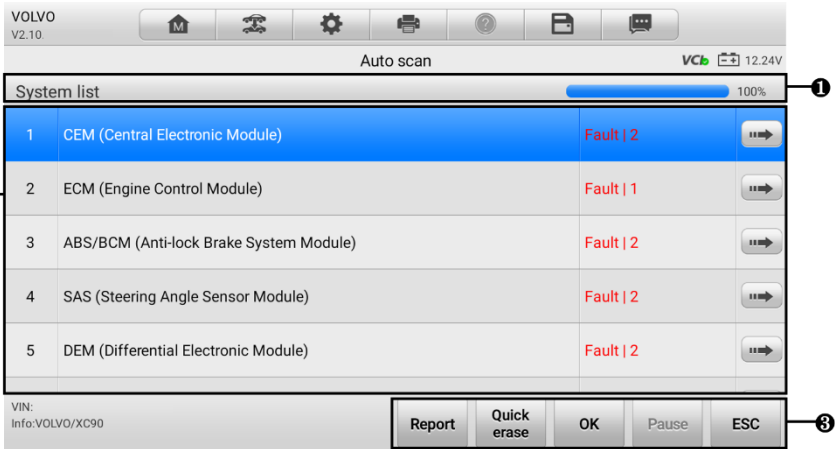 VOLVO
V2.10.
M
Auto scan
VCI 12.24V
System list 100%
❶
1 CEM (Central Electronic Module) Fault | 2
2 ECM (Engine Control Module) Fault | 1
3 ABS/BCM (Anti-lock Brake System Module) Fault | 2
4 SAS (Steering Angle Sensor Module) Fault | 2
5 DEM (Differential Electronic Module) Fault | 2
VIN:
Info:VOLVO/XC90
Report Quick erase OK Pause ESC
❸